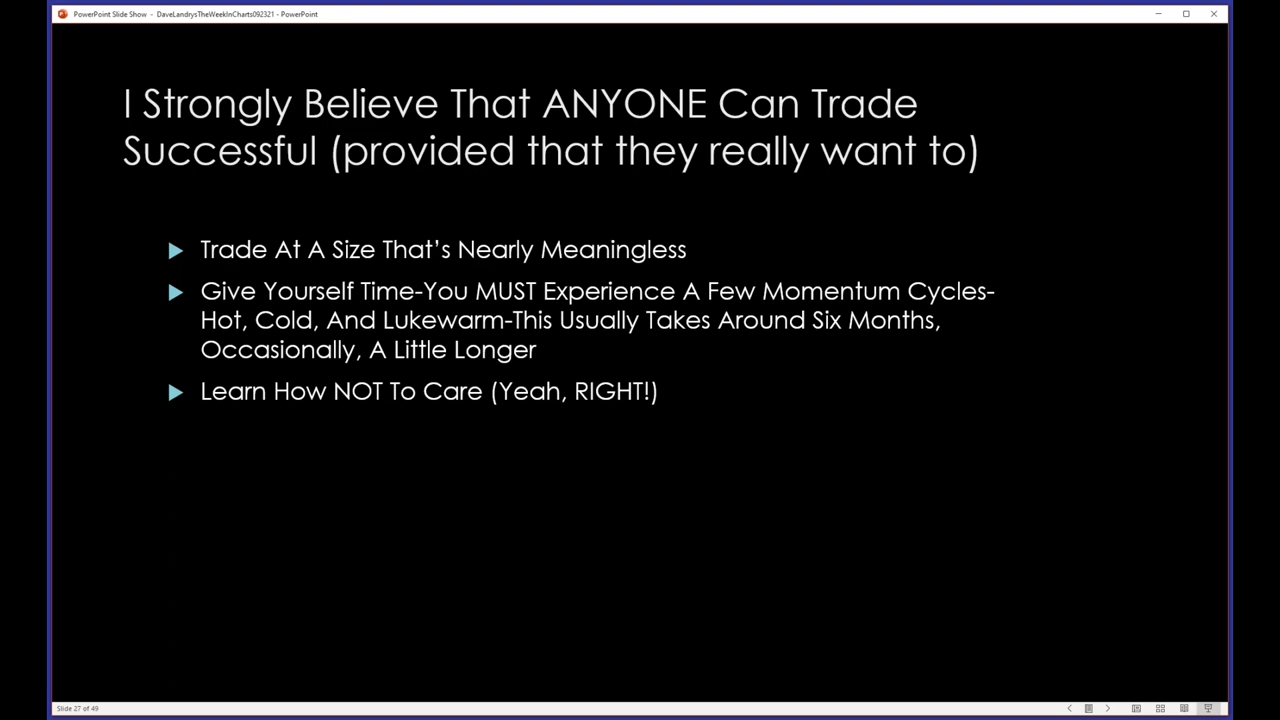 PowerPoint Slide Show - DaveLandrysTheWeekInCharts092321 - PowerPoint
I Strongly Believe That ANYONE Can Trade
Successful (provided that they really want to)
Trade At A Size That's Nearly Meaningless
Give Yourself Time-You MUST Experience A Few Momentum Cycles-
Hot, Cold, And Lukewarm-This Usually Takes Around Six Months,
Occasionally, A Little Longer
Learn How NOT To Care (Yeah, RIGHT!)
Slide 27 of 49